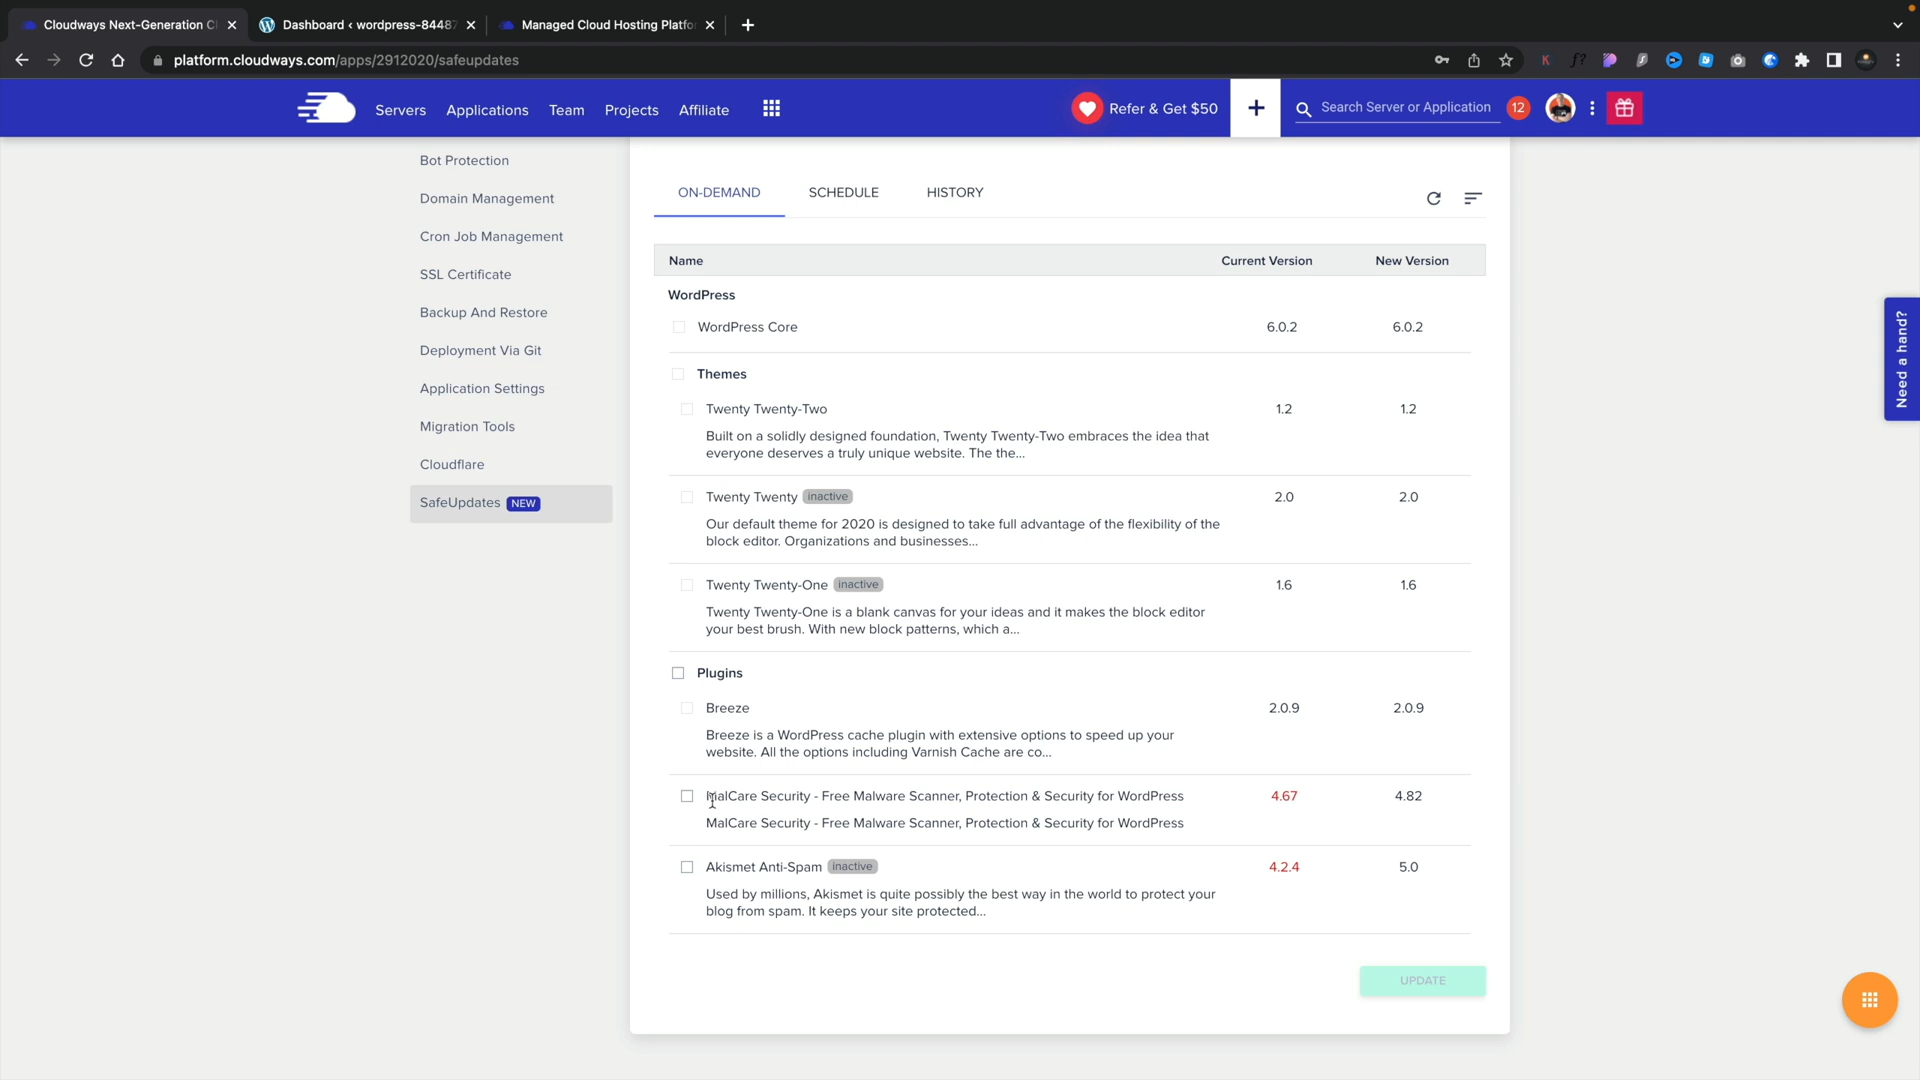 Cloudways Next-Generation C
Dashboard ‹ wordpress-84487
Managed Cloud Hosting Platfo
platform.cloudways.com/apps/2912020/safeupdates
Servers
Applications
Team
Projects
Affiliate
Refer & Get $50
Search Server or Application
12
Bot Protection
Domain Management
Cron Job Management
SSL Certificate
Backup And Restore
Deployment Via Git
Application Settings
Migration Tools
Cloudflare
SafeUpdates NEW
ON-DEMAND
SCHEDULE
HISTORY
Name Current Version New Version
WordPress
WordPress Core 6.0.2 6.0.2
Themes
Twenty Twenty-Two 1.2 1.2
Built on a solidly designed foundation, Twenty Twenty-Two embraces the idea that
everyone deserves a truly unique website. The the...
Twenty Twenty inactive 2.0 2.0
Our default theme for 2020 is designed to take full advantage of the flexibility of the
block editor. Organizations and businesses...
Twenty Twenty-One inactive 1.6 1.6
Twenty Twenty-One is a blank canvas for your ideas and it makes the block editor
your best brush. With new block patterns, which a...
Plugins
Breeze 2.0.9 2.0.9
Breeze is a WordPress cache plugin with extensive options to speed up your
website. All the options including Varnish Cache are co...
MalCare Security - Free Malware Scanner, Protection & Security for WordPress 4.67 4.82
MalCare Security - Free Malware Scanner, Protection & Security for WordPress
Akismet Anti-Spam inactive 4.2.4 5.0
Used by millions, Akismet is quite possibly the best way in the world to protect your
blog from spam. It keeps your site protected...
UPDATE
Need a hand?